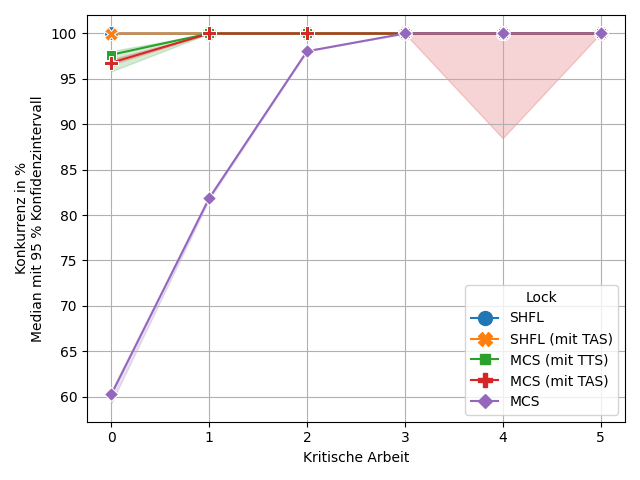 Konkurrenz in %
Median mit 95 % Konfidenzintervall
100
95
90
85
80
75
70
65
60
0 1 2 3 4 5
Kritische Arbeit
Lock
SHFL
SHFL (mit TAS)
MCS (mit TTS)
MCS (mit TAS)
MCS